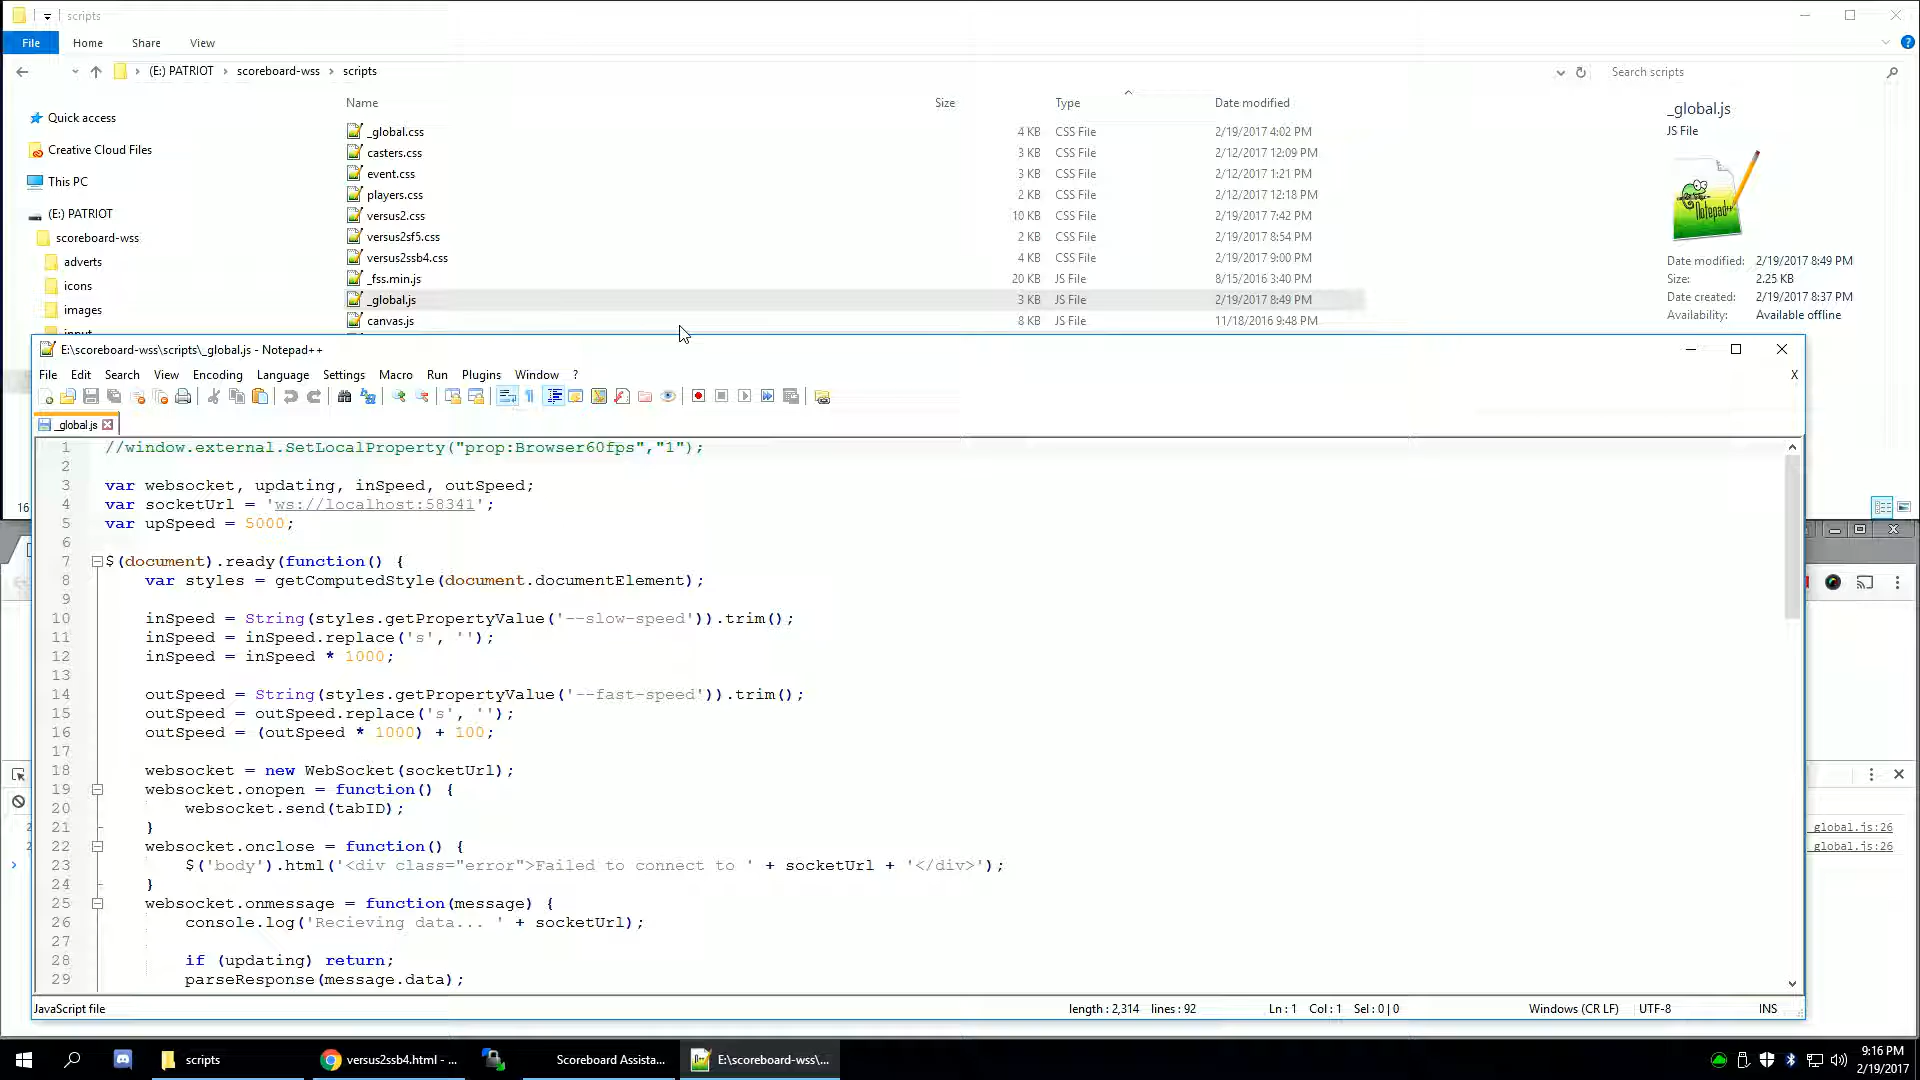 scripts
File Home Share View
(E:) PATRIOT scoreboard-wss scripts
Search scripts
Name Size Type Date modified
_global.css 4 KB CSS File 2/19/2017 4:02 PM
casters.css 3 KB CSS File 2/12/2017 12:09 PM
event.css 3 KB CSS File 2/12/2017 1:21 PM
players.css 2 KB CSS File 2/12/2017 12:18 PM
versus2.css 10 KB CSS File 2/19/2017 7:42 PM
versus2sf5.css 2 KB CSS File 2/19/2017 8:54 PM
versus2ssb4.css 4 KB CSS File 2/19/2017 9:00 PM
_fss.min.js 20 KB JS File 8/15/2016 3:40 PM
_global.js 3 KB JS File 2/19/2017 8:49 PM
canvas.js 8 KB JS File 11/18/2016 9:48 PM
Quick access
Creative Cloud Files
This PC
(E:) PATRIOT
scoreboard-wss
adverts
icons
images
input
_global.js
JS File
Notepad++
Date modified: 2/19/2017 8:49 PM
Size: 2.25 KB
Date created: 2/19/2017 8:37 PM
Availability: Available offline
16
E:\scoreboard-wss\scripts\_global.js - Notepad++
File Edit Search View Encoding Language Settings Macro Run Plugins Window ? X
_global.js
1 //window.external.SetLocalProperty("prop:Browser60fps","1");
2
3 var websocket, updating, inSpeed, outSpeed;
4 var socketUrl = 'ws://localhost:58341';
5 var upSpeed = 5000;
6
7 $(document).ready(function() {
8 var styles = getComputedStyle(document.documentElement);
9
10 inSpeed = String(styles.getPropertyValue('--slow-speed')).trim();
11 inSpeed = inSpeed.replace('s', '');
12 inSpeed = inSpeed * 1000;
13
14 outSpeed = String(styles.getPropertyValue('--fast-speed')).trim();
15 outSpeed = outSpeed.replace('s', '');
16 outSpeed = (outSpeed * 1000) + 100;
17
18 websocket = new WebSocket(socketUrl);
19 websocket.onopen = function() {
20 websocket.send(tabID);
21 }
22 websocket.onclose = function() {
23 $('body').html('<div class="error">Failed to connect to ' + socketUrl + '</div>');
24 }
25 websocket.onmessage = function(message) {
26 console.log('Recieving data... ' + socketUrl);
27
28 if (updating) return;
29 parseResponse(message.data);
_global.js:26
_global.js:26
JavaScript file length : 2,314 lines : 92 Ln : 1 Col : 1 Sel : 0 | 0 Windows (CR LF) UTF-8 INS
scripts
versus2ssb4.html - ...
Scoreboard Assista...
E:\scoreboard-wss\...
9:16 PM
2/19/2017